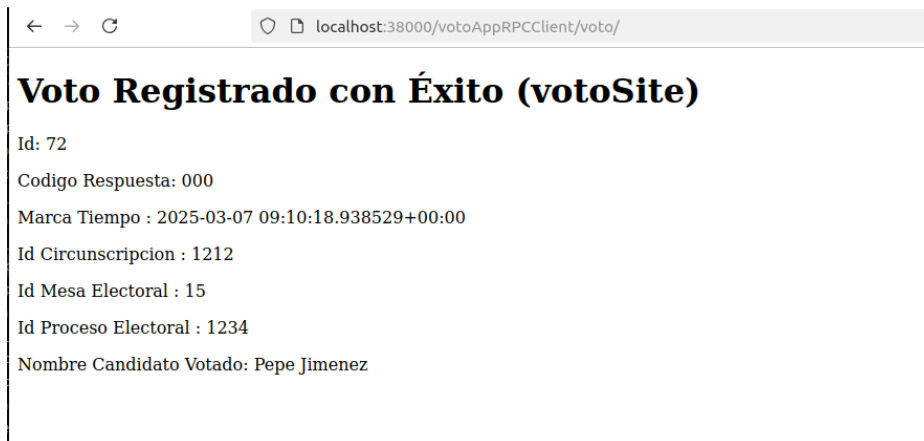 localhost:38000/votoAppRPCClient/voto/
Voto Registrado con Éxito (votoSite)
Id: 72
Codigo Respuesta: 000
Marca Tiempo : 2025-03-07 09:10:18.938529+00:00
Id Circunscripcion : 1212
Id Mesa Electoral : 15
Id Proceso Electoral : 1234
Nombre Candidato Votado: Pepe Jimenez